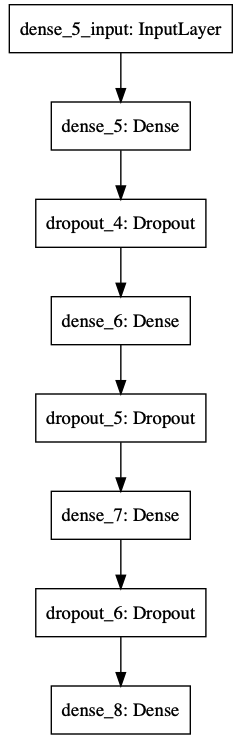 dense_5_input: InputLayer
dense_5: Dense
dropout_4: Dropout
dense_6: Dense
dropout_5: Dropout
dense_7: Dense
dropout_6: Dropout
dense_8: Dense